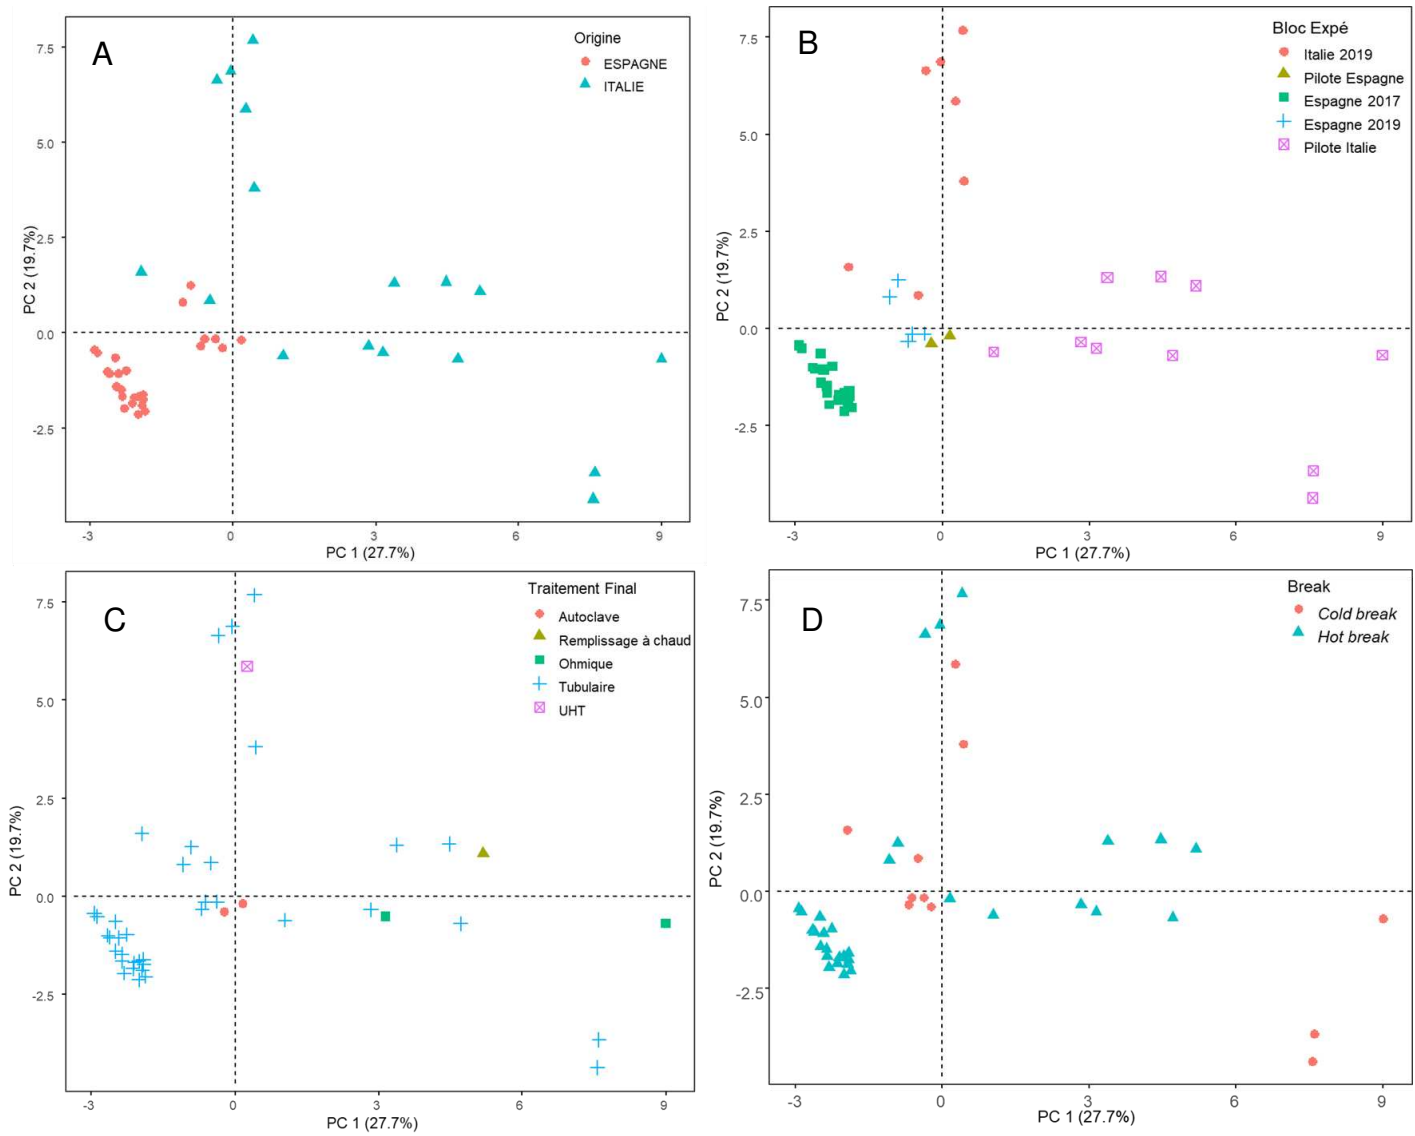 A
Origine
ESPAGNE
ITALIE
7.5
5.0
2.5
0.0
-2.5
PC 2 (19.7%)
-3
0
3
6
9
PC 1 (27.7%)
B
Bloc Expé
Italie 2019
Pilote Espagne
Espagne 2017
Espagne 2019
Pilote Italie
7.5
5.0
2.5
0.0
-2.5
PC 2 (19.7%)
-3
0
3
6
9
PC 1 (27.7%)
C
Traitement Final
Autoclave
Remplissage à chaud
Ohmique
Tubulaire
UHT
7.5
5.0
2.5
0.0
-2.5
PC 2 (19.7%)
-3
0
3
6
9
PC 1 (27.7%)
D
Break
Cold break
Hot break
7.5
5.0
2.5
0.0
-2.5
PC 2 (19.7%)
-3
0
3
6
9
PC 1 (27.7%)